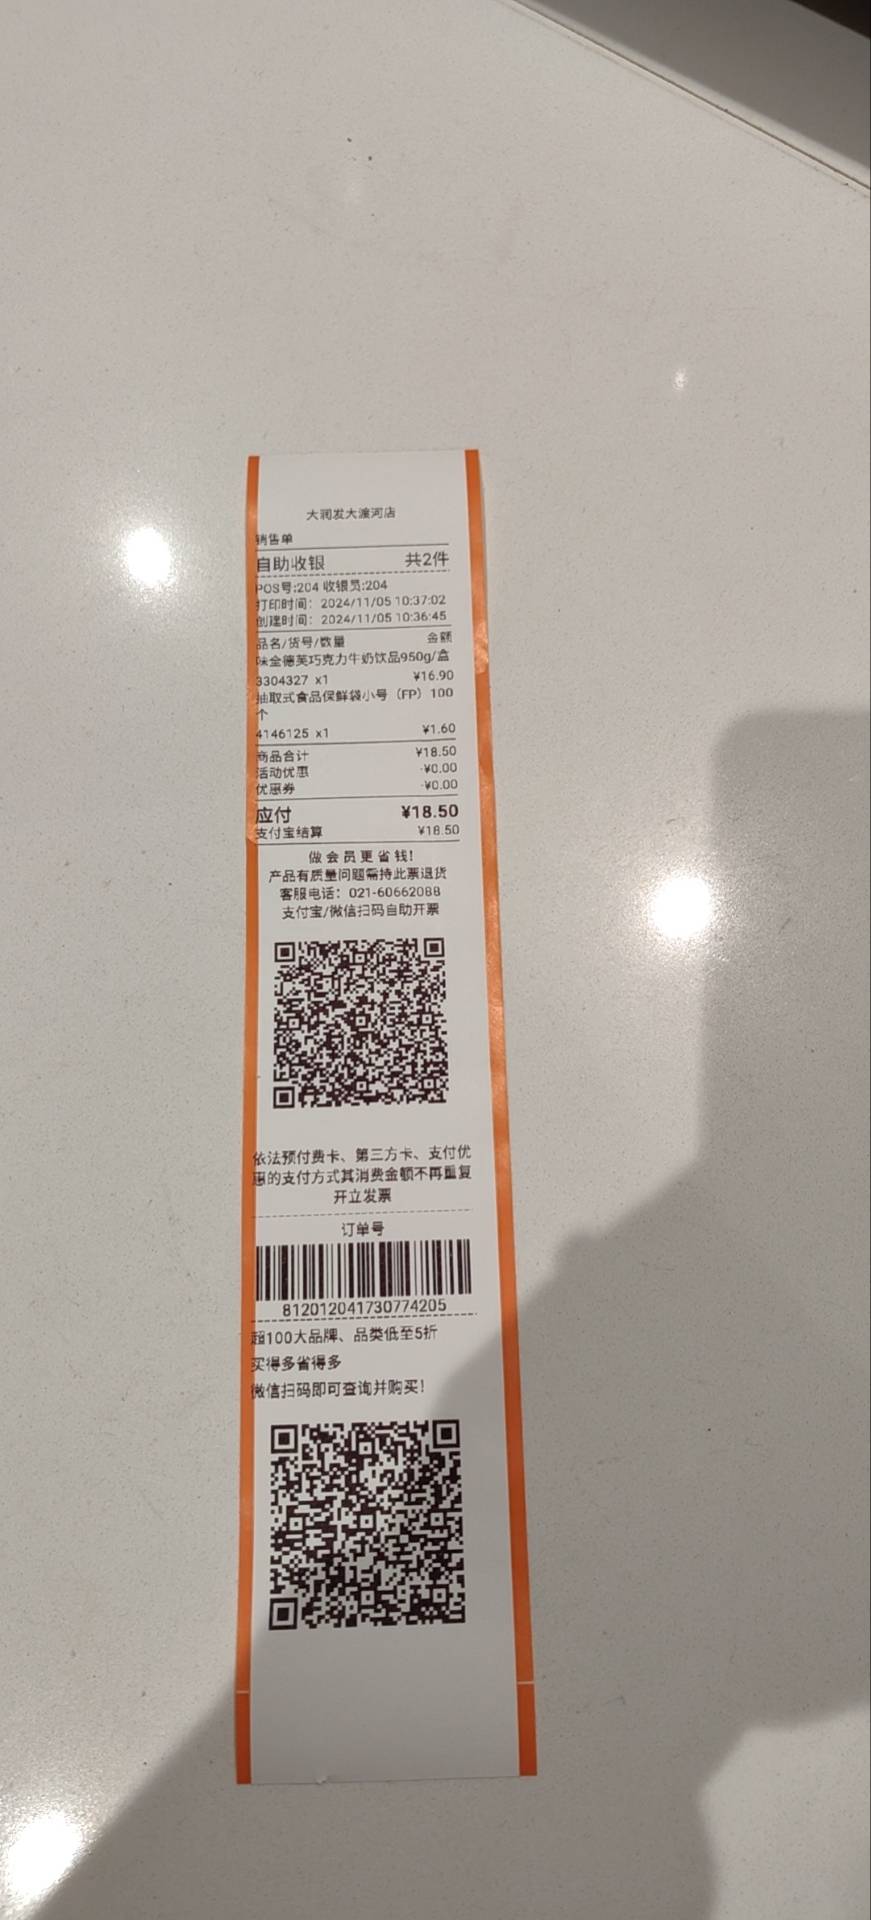 大润发大渡河店
销售单
自助收银 共2件
POS号:204 收银员:204
打印时间：2024/11/05 10:37:02
创建时间：2024/11/05 10:36:45
品名/货号/数量 金额
味全德芙巧克力牛奶饮品950g/盒
3304327 x1 ¥16.90
抽取式食品保鲜袋小号（FP）100
个
4146125 x1 ¥1.60
商品合计 ¥18.50
活动优惠 -¥0.00
优惠券 -¥0.00
应付 ¥18.50
支付宝结算 ¥18.50
做会员更省钱!
产品有质量问题需持此票退货
客服电话：021-60662088
支付宝/微信扫码自助开票
依法预付费卡、第三方卡、支付优
惠的支付方式其消费金额不再重复
开立发票
订单号
812012041730774205
超100大品牌、品类低至5折
买得多省得多
微信扫码即可查询并购买!